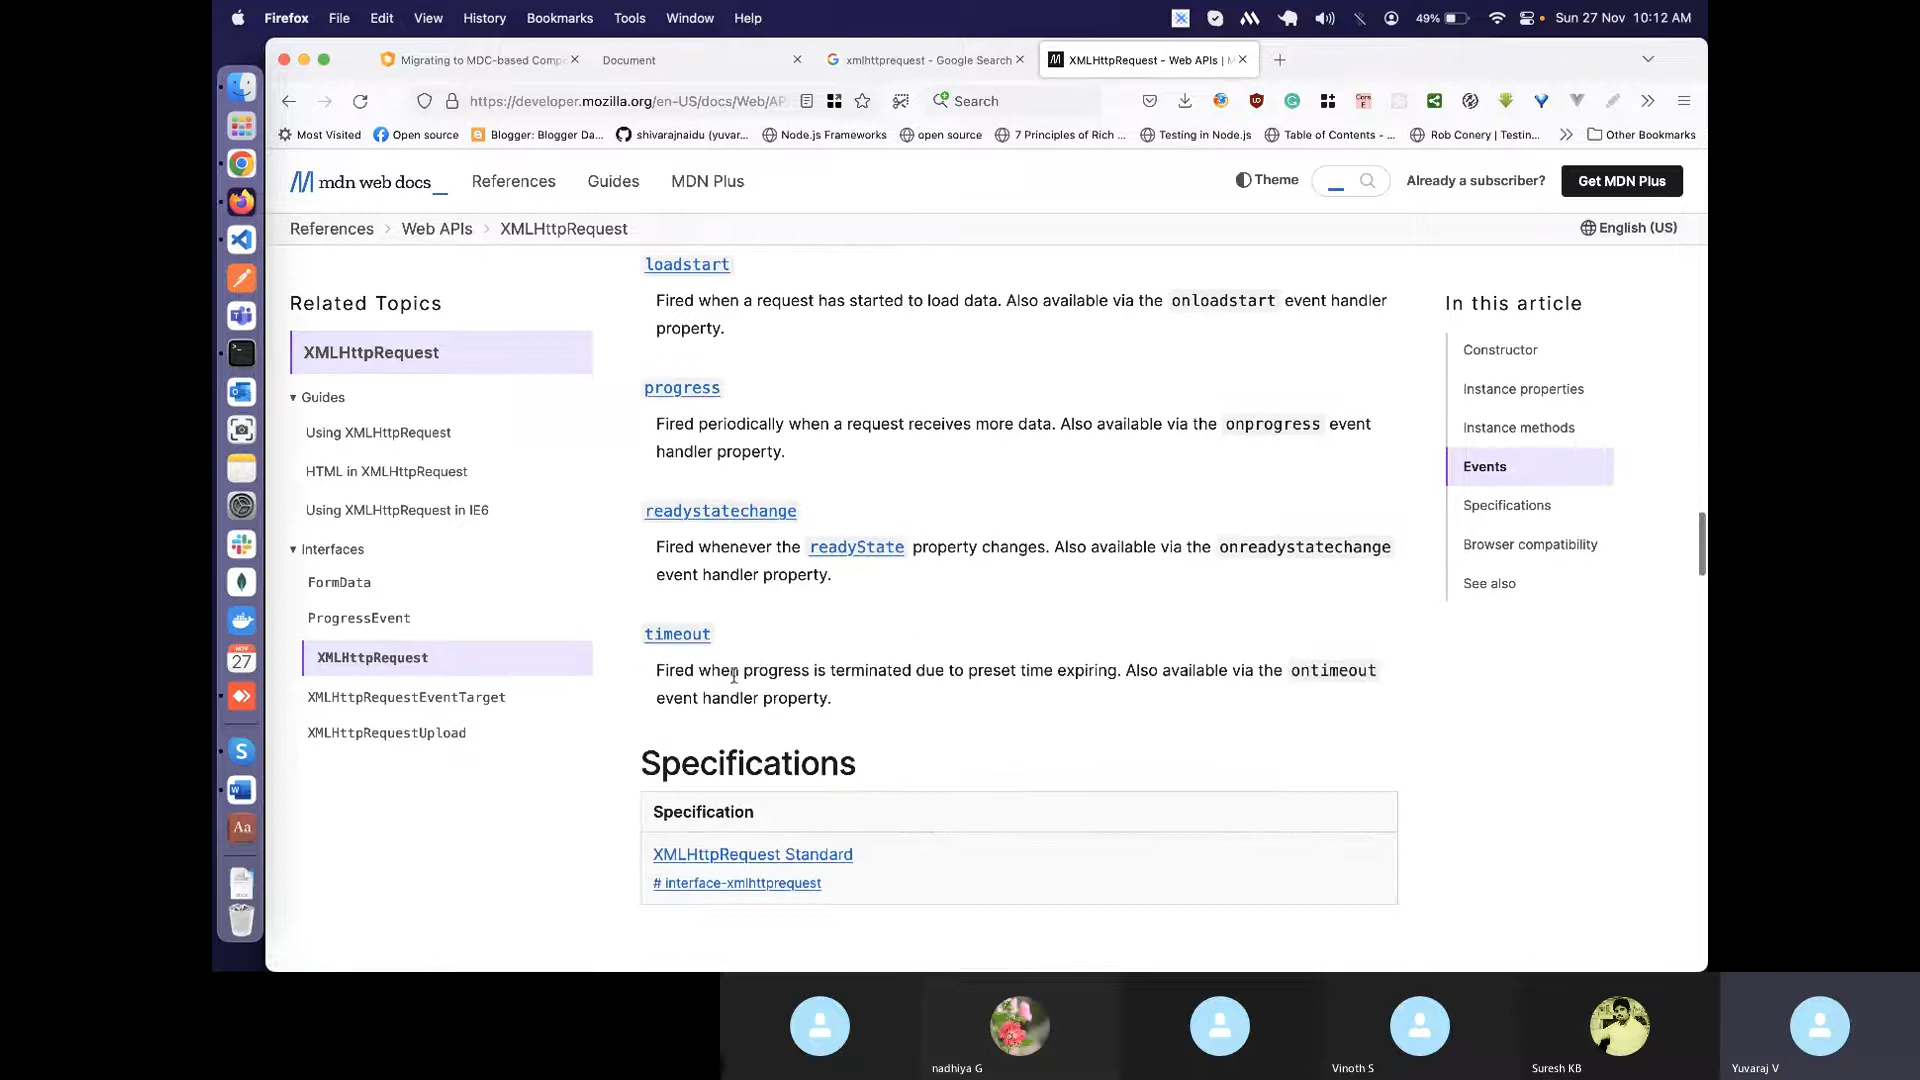 Firefox File Edit View History Bookmarks Tools Window Help 49% Sun 27 Nov 10:12 AM
Migrating to MDC-based Comp Document xmlhttprequest - Google Search XMLHttpRequest - Web APIs | M
https://developer.mozilla.org/en-US/docs/Web/AP Search
Most Visited Open source Blogger: Blogger Da... shivarajnaidu (yuvar... Node.js Frameworks open source 7 Principles of Rich ... Testing in Node.js Table of Contents - ... Rob Conery | Testin... Other Bookmarks
mdn web docs_ References Guides MDN Plus Theme Already a subscriber? Get MDN Plus
References Web APIs XMLHttpRequest English (US)
Related Topics
XMLHttpRequest
Guides
Using XMLHttpRequest
HTML in XMLHttpRequest
Using XMLHttpRequest in IE6
Interfaces
FormData
ProgressEvent
XMLHttpRequest
XMLHttpRequestEventTarget
XMLHttpRequestUpload
loadstart
Fired when a request has started to load data. Also available via the onloadstart event handler
property.
progress
Fired periodically when a request receives more data. Also available via the onprogress event
handler property.
readystatechange
Fired whenever the readyState property changes. Also available via the onreadystatechange
event handler property.
timeout
Fired when progress is terminated due to preset time expiring. Also available via the ontimeout
event handler property.
Specifications
Specification
XMLHttpRequest Standard
# interface-xmlhttprequest
In this article
Constructor
Instance properties
Instance methods
Events
Specifications
Browser compatibility
See also
NOV
27
Aa
nadhiya G Vinoth S Suresh KB Yuvaraj V